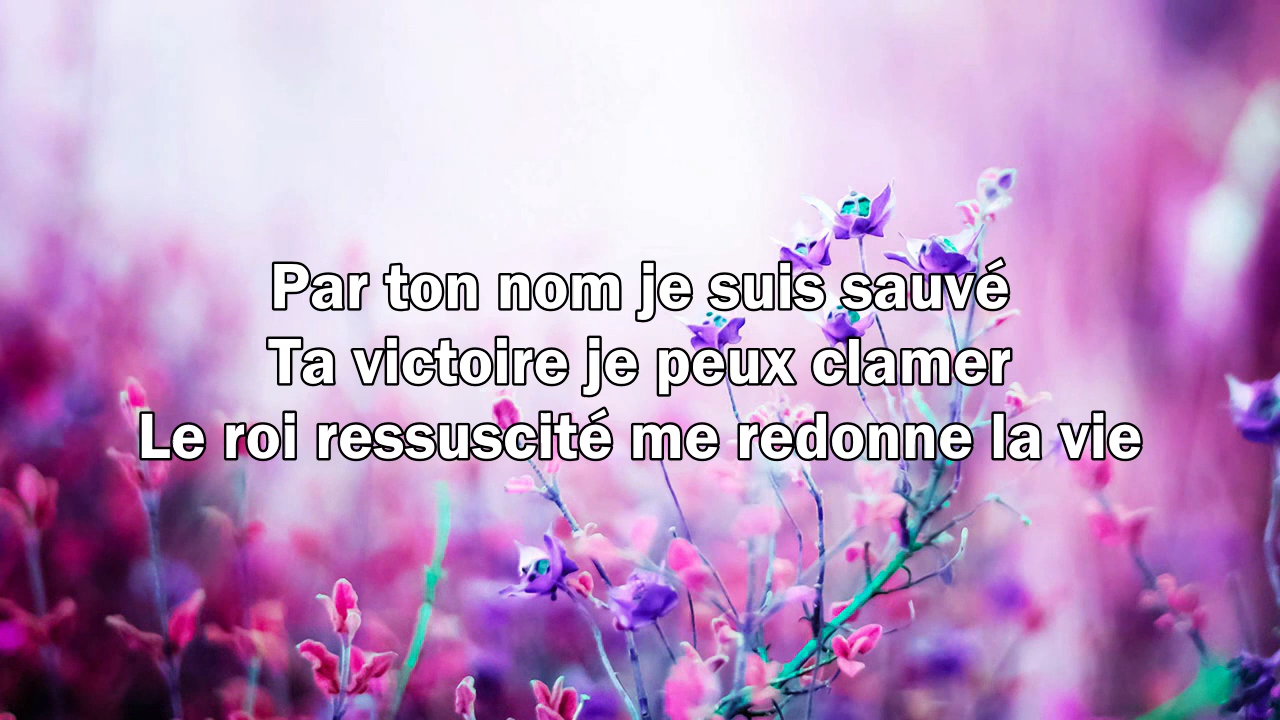 Par ton nom je suis sauvé
Ta victoire je peux clamer
Le roi ressuscité me redonne la vie